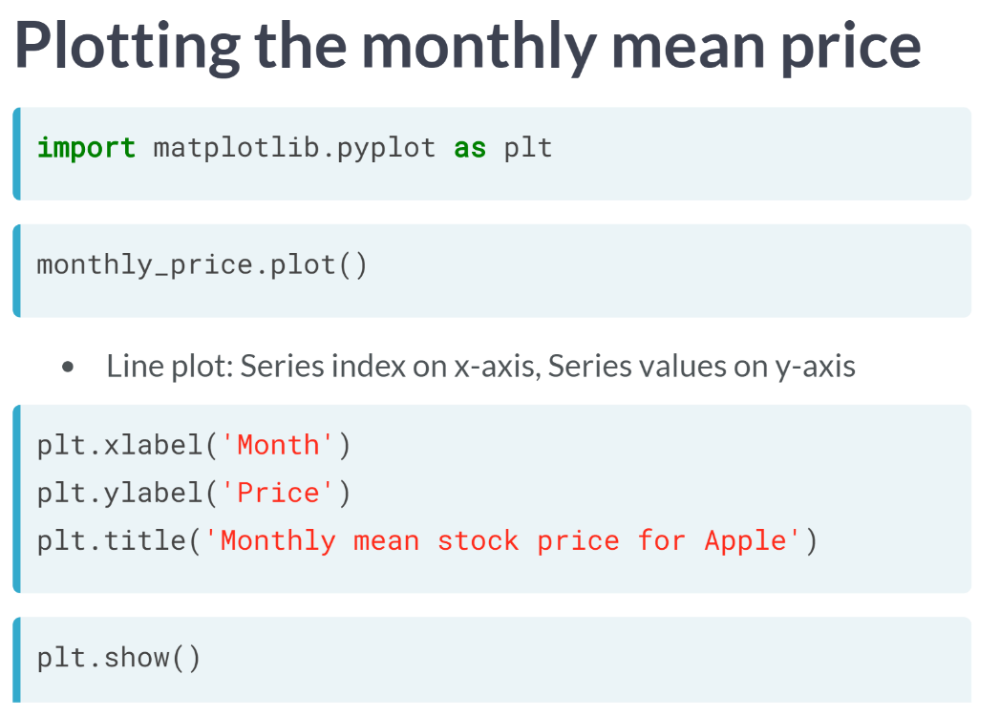 Plotting the monthly mean price
import matplotlib.pyplot as plt
monthly_price.plot()
• Line plot: Series index on x-axis, Series values on y-axis
plt.xlabel('Month')
plt.ylabel('Price')
plt.title('Monthly mean stock price for Apple')
plt.show()